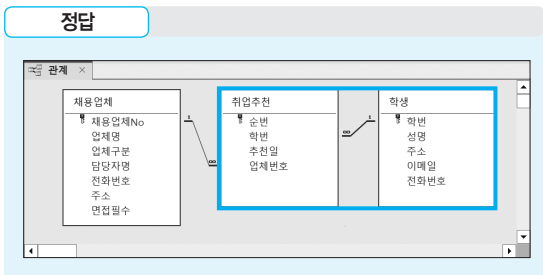 정답
관계 ×
채용업체
채용업체No
업체명
업체구분
담당자명
전화번호
주소
면접필수
1
∞
취업추천
순번
학번
추천일
업체번호
∞
1
학생
학번
성명
주소
이메일
전화번호